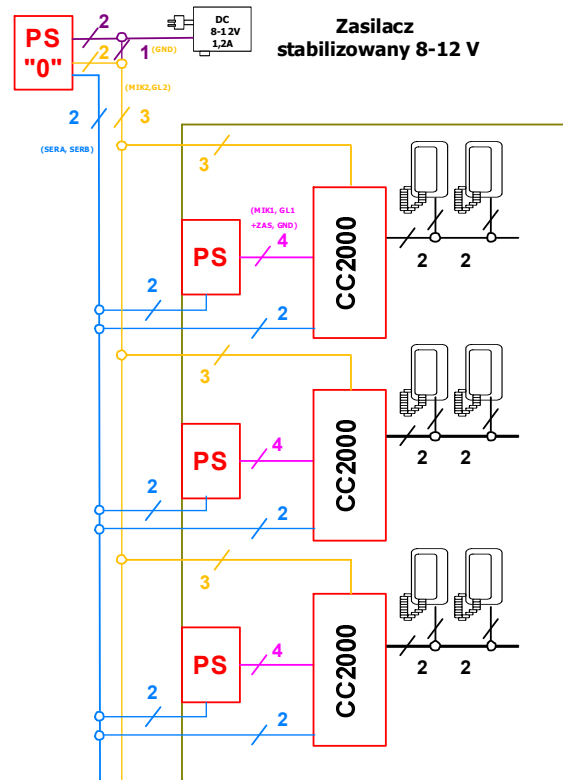 PS
"0"
2
2
1
(GND)
DC
8-12V
1,2A
Zasilacz
stabilizowany 8-12 V
(MIK2,GL2)
2
3
(SERA, SERB)
3
(MIK1, GL1
+ZAS, GND)
PS
4
CC2000
2
2
2
2
3
PS
4
CC2000
2
2
2
2
3
PS
4
CC2000
2
2
2
2